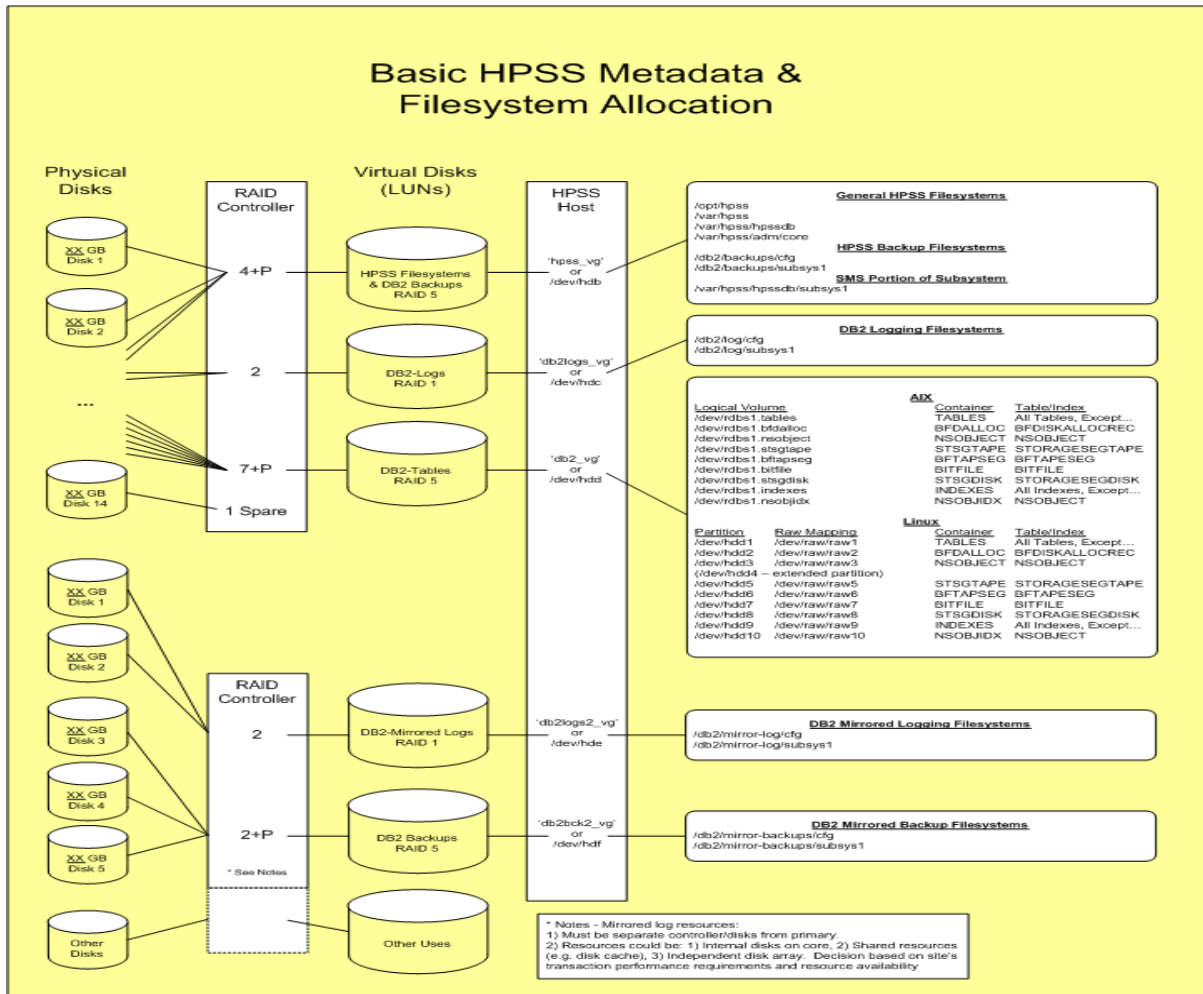 Basic HPSS Metadata &
Filesystem Allocation
Physical
Disks
XX GB
Disk 1
XX GB
Disk 2
...
XX GB
Disk 14
RAID
Controller
4+P
2
7+P
1 Spare
Virtual Disks
(LUNs)
HPSS Filesystems
& DB2 Backups
RAID 5
DB2-Logs
RAID 1
DB2-Tables
RAID 5
HPSS
Host
'hpss_vg'
or
/dev/hdb
'db2logs_vg'
or
/dev/hdc
'db2_vg'
or
/dev/hdd
General HPSS Filesystems
/opt/hpss
/var/hpss
/var/hpss/hpssdb
/var/hpss/adm/core
HPSS Backup Filesystems
/db2/backups/cfg
/db2/backups/subsys1
SMS Portion of Subsystem
/var/hpss/hpssdb/subsys1
DB2 Logging Filesystems
/db2/log/cfg
/db2/log/subsys1
AIX
Logical Volume Container Table/Index
/dev/rdbs1.tables TABLES All Tables, Except...
/dev/rdbs1.bfdalloc BFDALLOC BFDISKALLOCREC
/dev/rdbs1.nsobject NSOBJECT NSOBJECT
/dev/rdbs1.stsgtape STSGTAPE STORAGESEGTAPE
/dev/rdbs1.bftapseg BFTAPSEG BFTAPESEG
/dev/rdbs1.bitfile BITFILE BITFILE
/dev/rdbs1.stsgdisk STSGDISK STORAGESEGDISK
/dev/rdbs1.indexes INDEXES All Indexes, Except...
/dev/rdbs1.nsobjidx NSOBJIDX NSOBJECT
Linux
Partition Raw Mapping Container Table/Index
/dev/hdd1 /dev/raw/raw1 TABLES All Tables, Except...
/dev/hdd2 /dev/raw/raw2 BFDALLOC BFDISKALLOCREC
/dev/hdd3 /dev/raw/raw3 NSOBJECT NSOBJECT
(/dev/hdd4 – extended partition)
/dev/hdd5 /dev/raw/raw5 STSGTAPE STORAGESEGTAPE
/dev/hdd6 /dev/raw/raw6 BFTAPSEG BFTAPESEG
/dev/hdd7 /dev/raw/raw7 BITFILE BITFILE
/dev/hdd8 /dev/raw/raw8 STSGDISK STORAGESEGDISK
/dev/hdd9 /dev/raw/raw9 INDEXES All Indexes, Except...
/dev/hdd10 /dev/raw/raw10 NSOBJIDX NSOBJECT
XX GB
Disk 1
XX GB
Disk 2
XX GB
Disk 3
XX GB
Disk 4
XX GB
Disk 5
Other
Disks
RAID
Controller
2
2+P
* See Notes
DB2-Mirrored Logs
RAID 1
DB2 Backups
RAID 5
Other Uses
'db2logs2_vg'
or
/dev/hde
'db2bck2_vg'
or
/dev/hdf
DB2 Mirrored Logging Filesystems
/db2/mirror-log/cfg
/db2/mirror-log/subsys1
DB2 Mirrored Backup Filesystems
/db2/mirror-backups/cfg
/db2/mirror-backups/subsys1
* Notes - Mirrored log resources:
1) Must be separate controller/disks from primary.
2) Resources could be: 1) Internal disks on core, 2) Shared resources
(e.g. disk cache), 3) Independent disk array. Decision based on site's
transaction performance requirements and resource availability